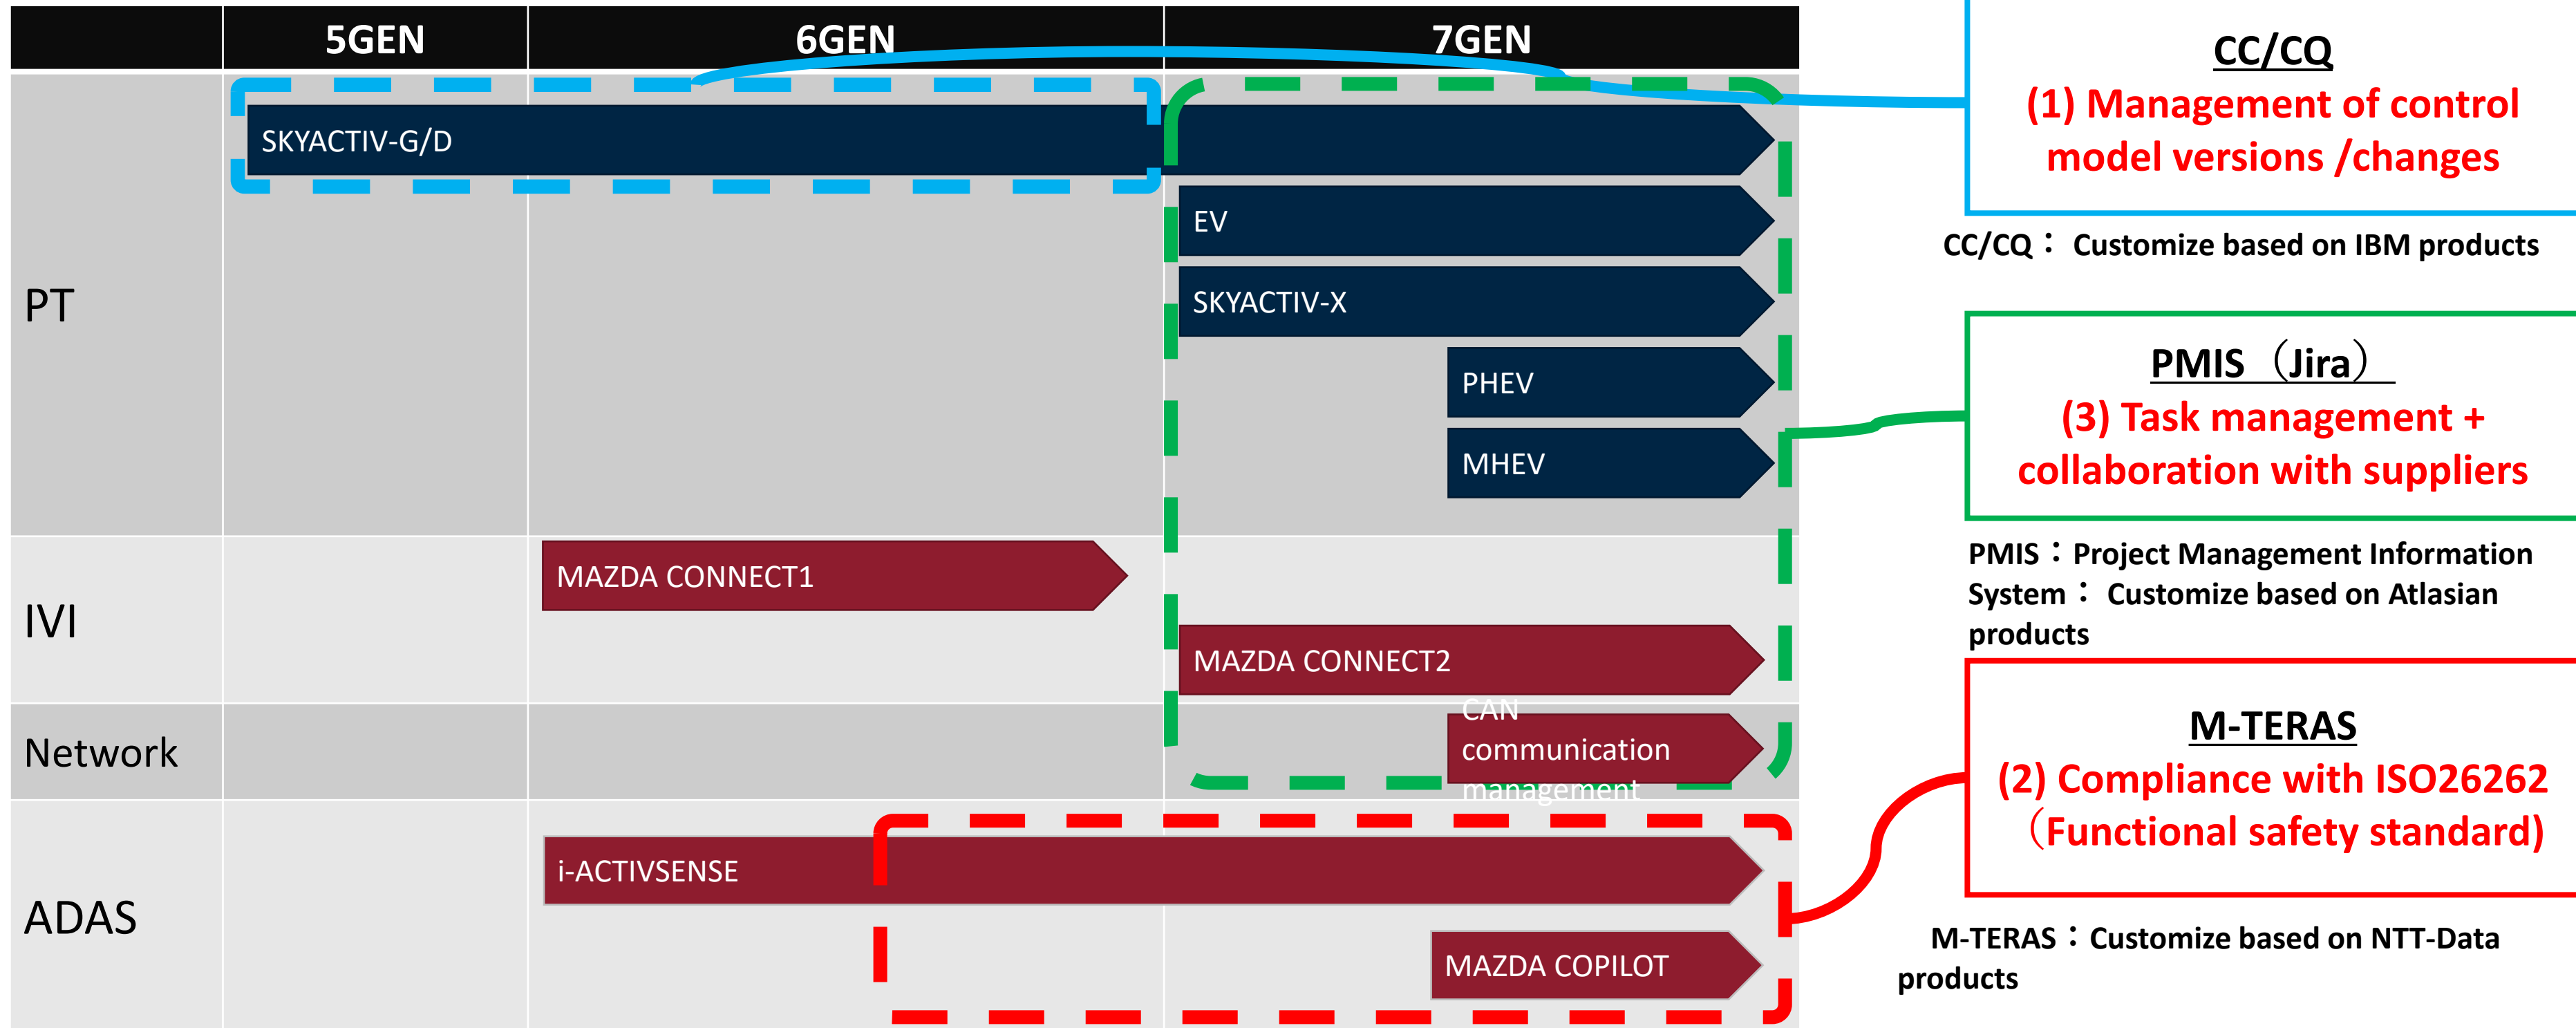 5GEN
6GEN
7GEN
PT
SKYACTIV-G/D
EV
SKYACTIV-X
PHEV
MHEV
IVI
MAZDA CONNECT1
MAZDA CONNECT2
Network
CAN
communication
management
ADAS
i-ACTIVSENSE
MAZDA COPILOT
CC/CQ
(1) Management of control
model versions /changes
CC/CQ： Customize based on IBM products
PMIS（Jira）
(3) Task management +
collaboration with suppliers
PMIS：Project Management Information
System： Customize based on Atlasian
products
M-TERAS
(2) Compliance with ISO26262
（Functional safety standard)
M-TERAS：Customize based on NTT-Data
products